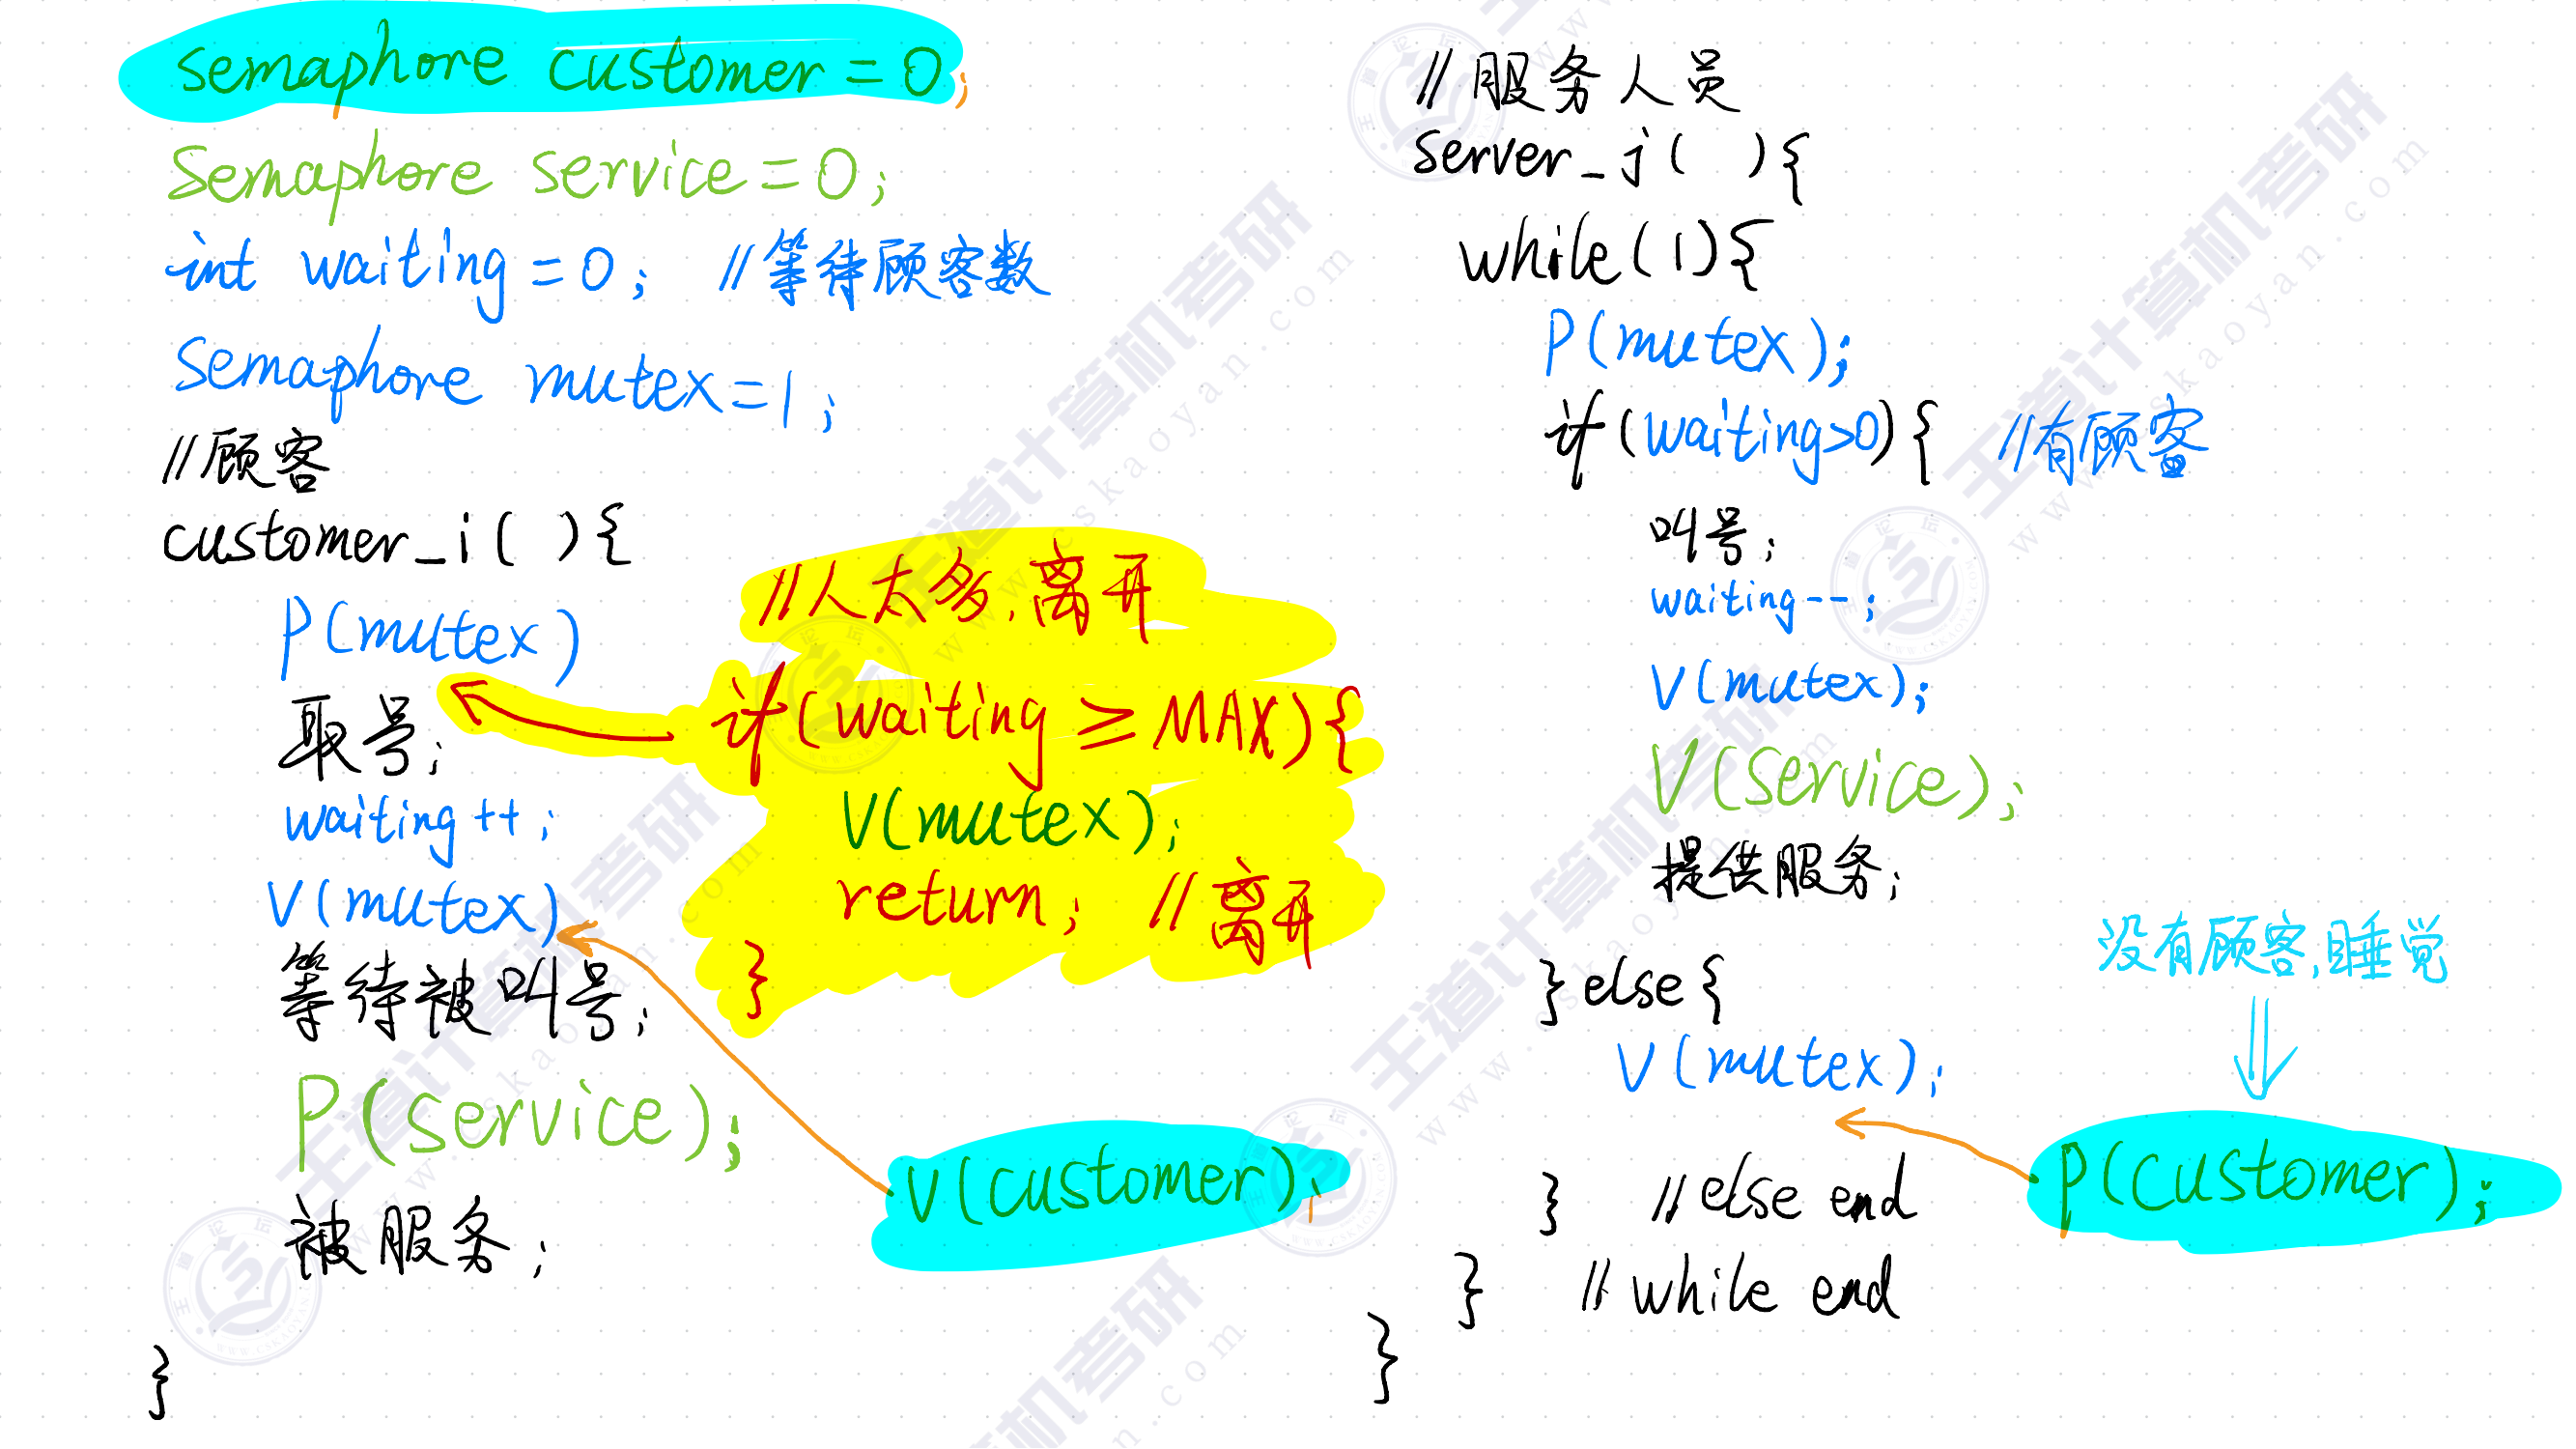 semaphore customer = 0;
Semaphore service = 0;
int waiting = 0; //等待顾客数
Semaphore mutex = 1;
//顾客
customer_i( ){
P(mutex)
//人太多,离开
if(waiting ≥ MAX){
V(mutex);
return; //离开
}
取号;
waiting++;
V(mutex)
V(customer);
等待被叫号;
P(service);
被服务;
}
//服务人员
Server_j( ){
while(1){
P(mutex);
if(waiting>0){ //有顾客
叫号;
waiting--;
V(mutex);
V(service);
提供服务;
}else{
V(mutex);
没有顾客,睡觉
P(customer);
} //else end
} //while end
}
王道计算机考研
www.cskaoyan.com